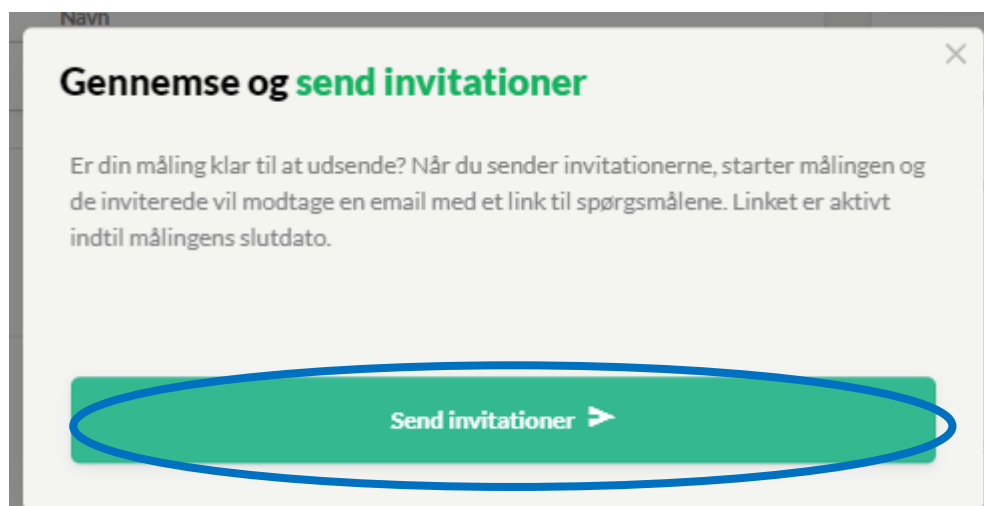 Navn
Gennemse og send invitationer
Er din måling klar til at udsende? Når du sender invitationerne, starter målingen og
de inviterede vil modtage en email med et link til spørgsmålene. Linket er aktivt
indtil målingens slutdato.
Send invitationer